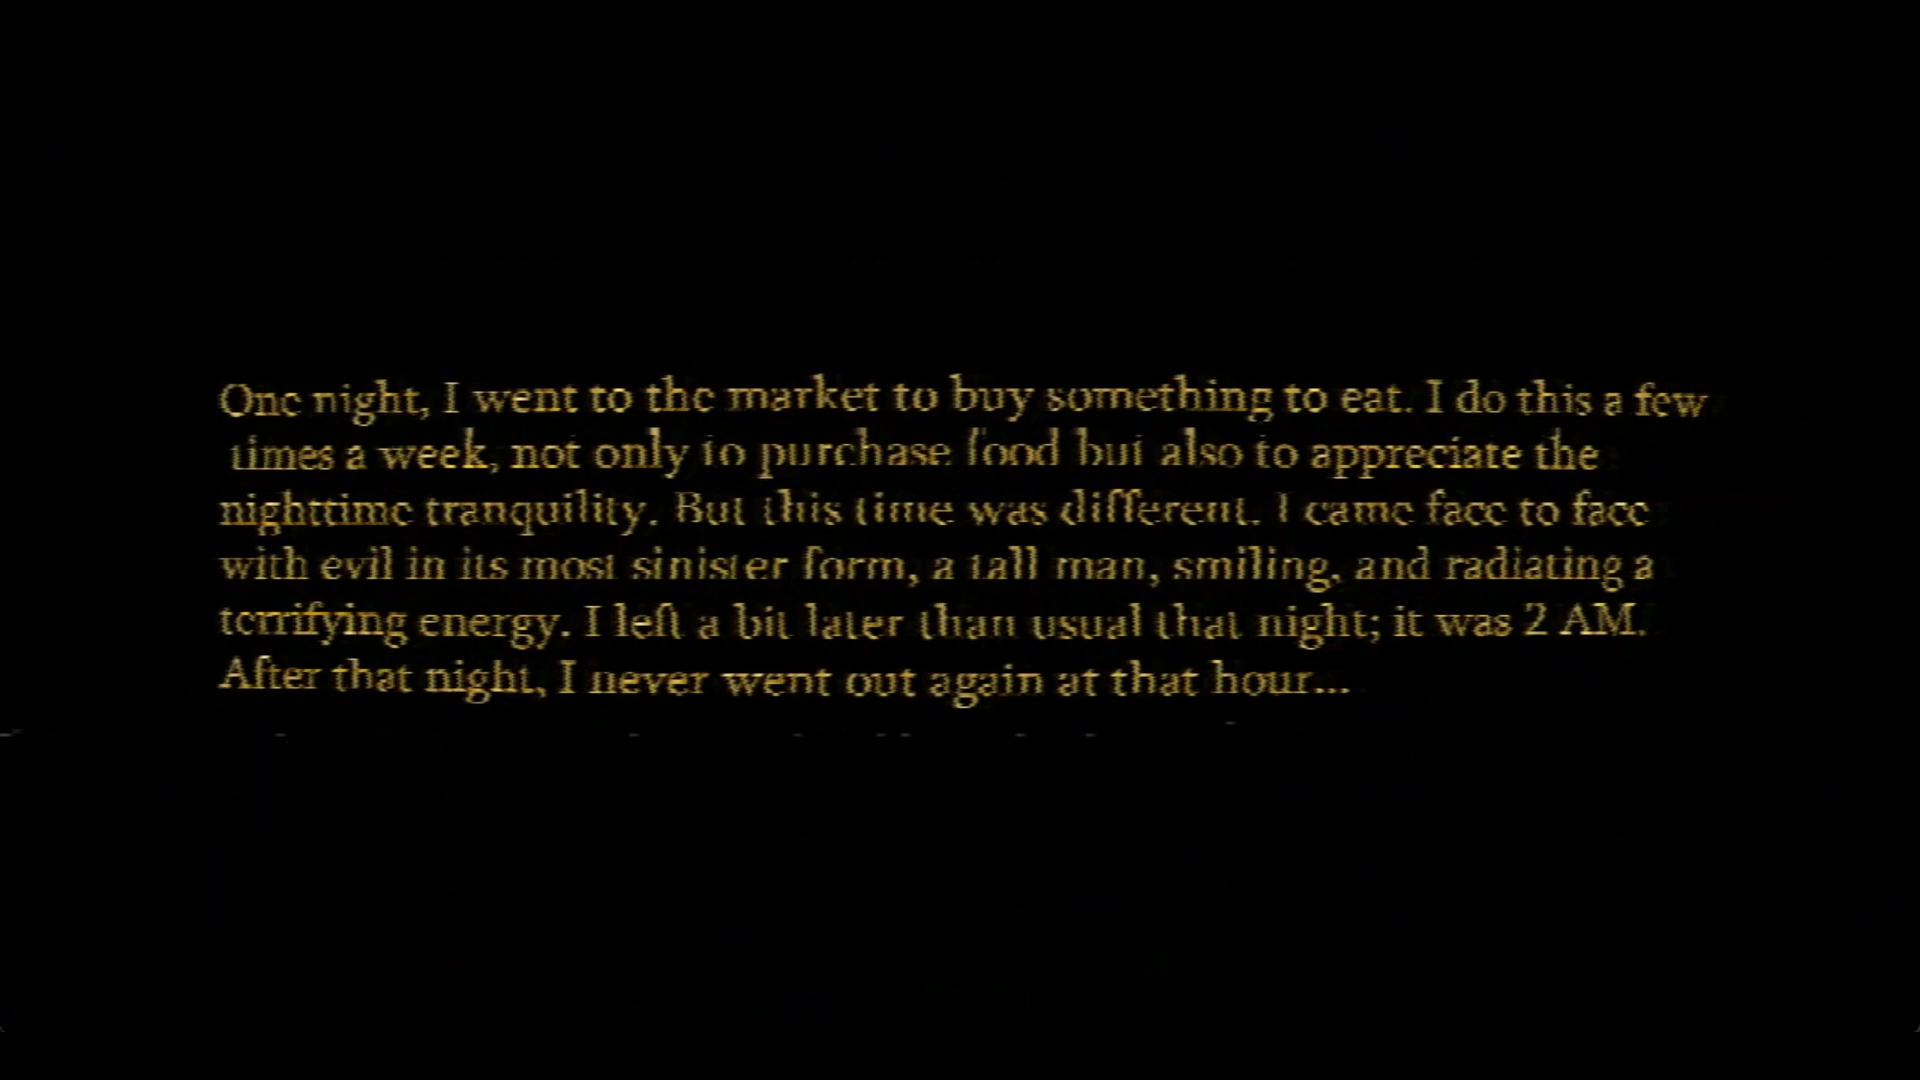 One night, I went to the market to buy something to eat. I do this a few
times a week, not only to purchase food but also to appreciate the
nighttime tranquility. But this time was different. I came face to face
with evil in its most sinister form, a tall man, smiling, and radiating a
terrifying energy. I left a bit later than usual that night; it was 2 AM.
After that night, I never went out again at that hour...